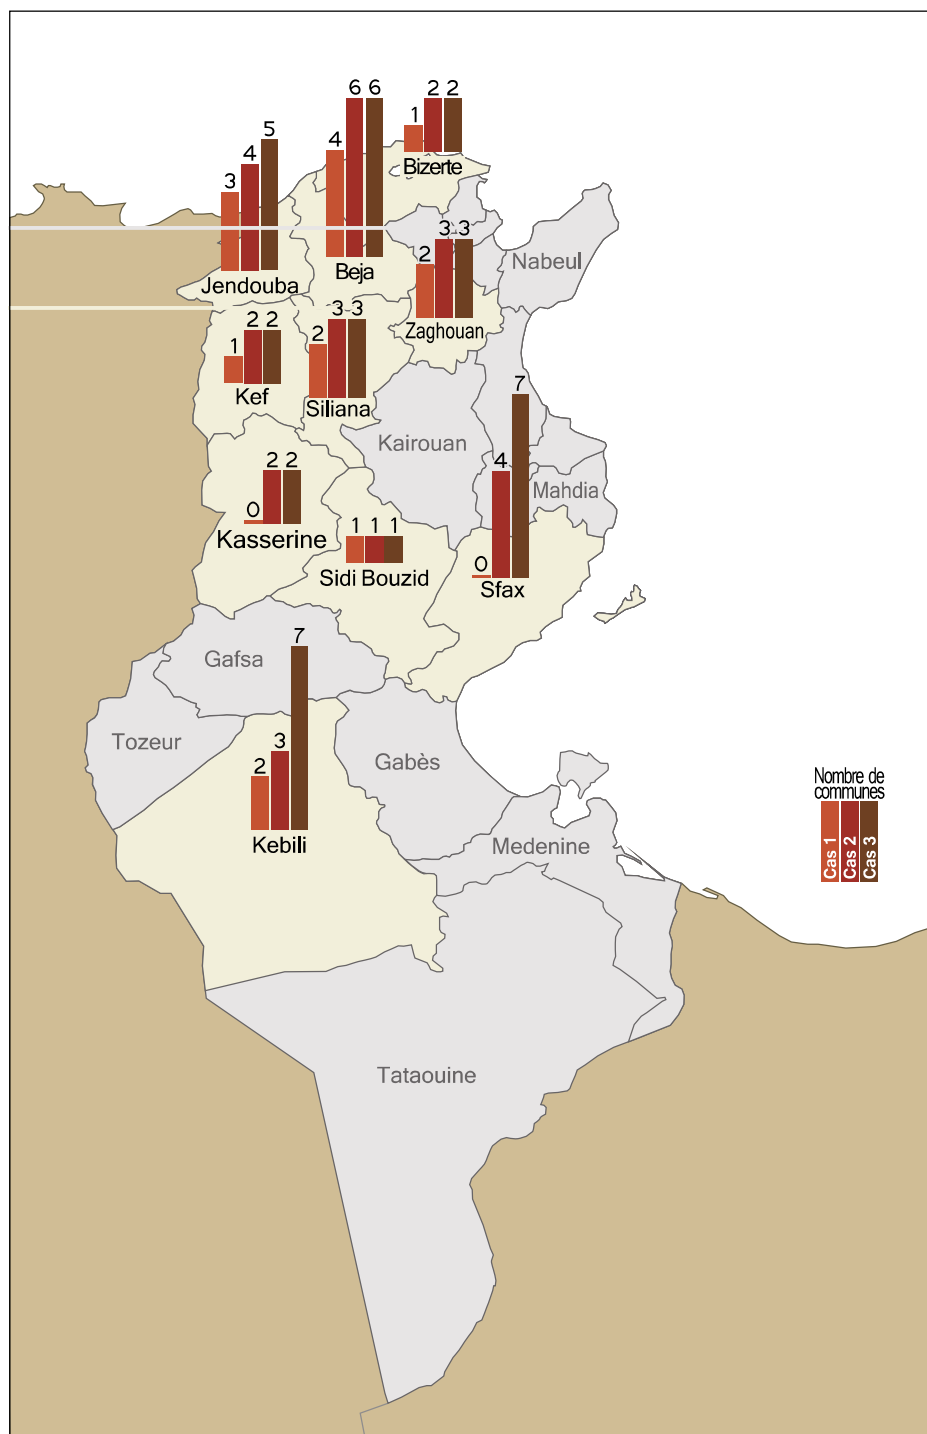 6 6
2 2
1
5
4
4
3
Bizerte
3 3
2
Nabeul
Beja
Jendouba
3 3
2 2
2
1
Zaghouan
7
Kef
Siliana
Kairouan
4
2 2
Mahdia
0
1 1 1
Kasserine
0
Sidi Bouzid
Sfax
7
Gafsa
Tozeur
3
2
Gabès
Nombre de
communes
Cas 1
Cas 2
Cas 3
Kebili
Medenine
Tataouine